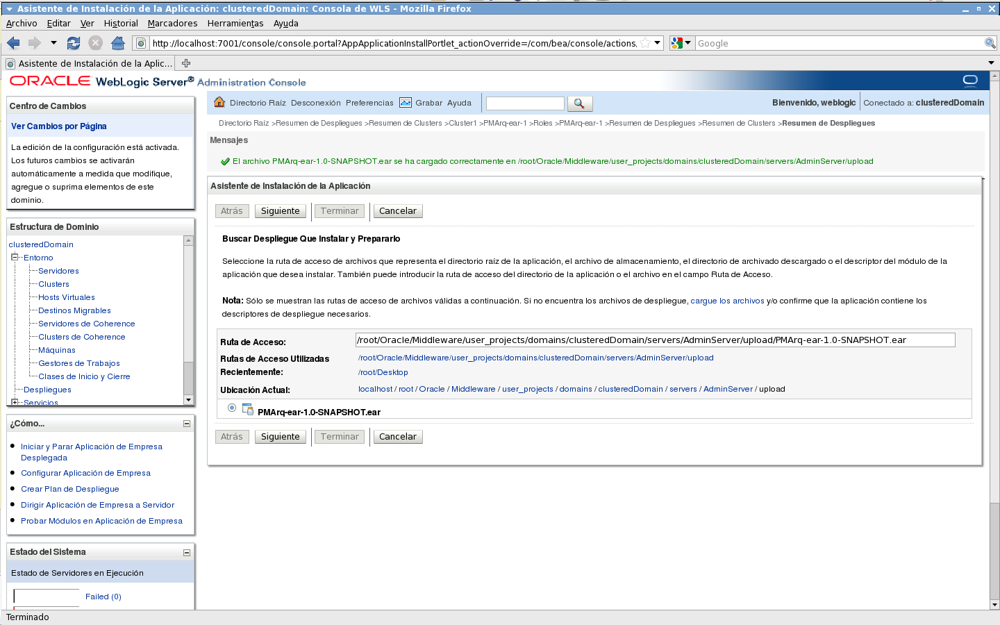 Asistente de Instalación de la Aplicación: clusteredDomain: Consola de WLS - Mozilla Firefox
Archivo Editar Ver Historial Marcadores Herramientas Ayuda
http://localhost:7001/console/console.portal?AppApplicationInstallPortlet_actionOverride=/com/bea/console/actions,
Google
Asistente de Instalación de la Aplic...
ORACLE WebLogic Server® Administration Console
Centro de Cambios
Ver Cambios por Página
La edición de la configuración está activada.
Los futuros cambios se activarán
automáticamente a medida que modifique,
agregue o suprima elementos de este
dominio.
Estructura de Dominio
clusteredDomain
Entorno
Servidores
Clusters
Hosts Virtuales
Destinos Migrables
Servidores de Coherence
Clusters de Coherence
Máquinas
Gestores de Trabajos
Clases de Inicio y Cierre
Despliegues
Servicios
¿Cómo...
Iniciar y Parar Aplicación de Empresa
Desplegada
Configurar Aplicación de Empresa
Crear Plan de Despliegue
Dirigir Aplicación de Empresa a Servidor
Probar Módulos en Aplicación de Empresa
Estado del Sistema
Estado de Servidores en Ejecución
Failed (0)
Directorio Raíz Desconexión Preferencias Grabar Ayuda
Bienvenido, weblogic Conectado a: clusteredDomain
Directorio Raíz >Resumen de Despliegues >Resumen de Clusters >Cluster1 >PMArq-ear-1 >Roles >PMArq-ear-1 >Resumen de Despliegues >Resumen de Clusters >Resumen de Despliegues
Mensajes
El archivo PMArq-ear-1.0-SNAPSHOT.ear se ha cargado correctamente en /root/Oracle/Middleware/user_projects/domains/clusteredDomain/servers/AdminServer/upload
Asistente de Instalación de la Aplicación
Atrás Siguiente Terminar Cancelar
Buscar Despliegue Que Instalar y Prepararlo
Seleccione la ruta de acceso de archivos que representa el directorio raíz de la aplicación, el archivo de almacenamiento, el directorio de archivado descargado o el descriptor del módulo de la
aplicación que desea instalar. También puede introducir la ruta de acceso del directorio de la aplicación o el archivo en el campo Ruta de Acceso.
Nota: Sólo se muestran las rutas de acceso de archivos válidas a continuación. Si no encuentra los archivos de despliegue, cargue los archivos y/o confirme que la aplicación contiene los
descriptores de despliegue necesarios.
Ruta de Acceso: /root/Oracle/Middleware/user_projects/domains/clusteredDomain/servers/AdminServer/upload/PMArq-ear-1.0-SNAPSHOT.ear
Rutas de Acceso Utilizadas /root/Oracle/Middleware/user_projects/domains/clusteredDomain/servers/AdminServer/upload
Recientemente: /root/Desktop
Ubicación Actual: localhost / root / Oracle / Middleware / user_projects / domains / clusteredDomain / servers / AdminServer / upload
PMArq-ear-1.0-SNAPSHOT.ear
Atrás Siguiente Terminar Cancelar
Terminado